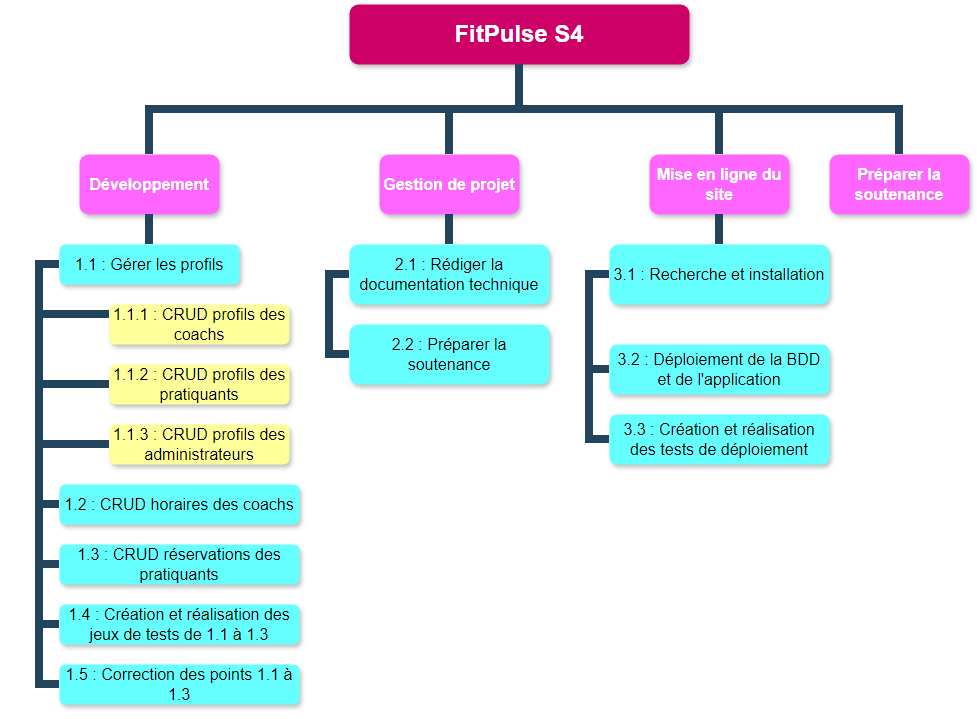 FitPulse S4
Développement
Gestion de projet
Mise en ligne du
site
Préparer la
soutenance
1.1 : Gérer les profils
1.1.1 : CRUD profils des
coachs
1.1.2 : CRUD profils des
pratiquants
1.1.3 : CRUD profils des
administrateurs
1.2 : CRUD horaires des coachs
1.3 : CRUD réservations des
pratiquants
1.4 : Création et réalisation des
jeux de tests de 1.1 à 1.3
1.5 : Correction des points 1.1 à
1.3
2.1 : Rédiger la
documentation technique
2.2 : Préparer la
soutenance
3.1 : Recherche et installation
3.2 : Déploiement de la BDD
et de l'application
3.3 : Création et réalisation
des tests de déploiement